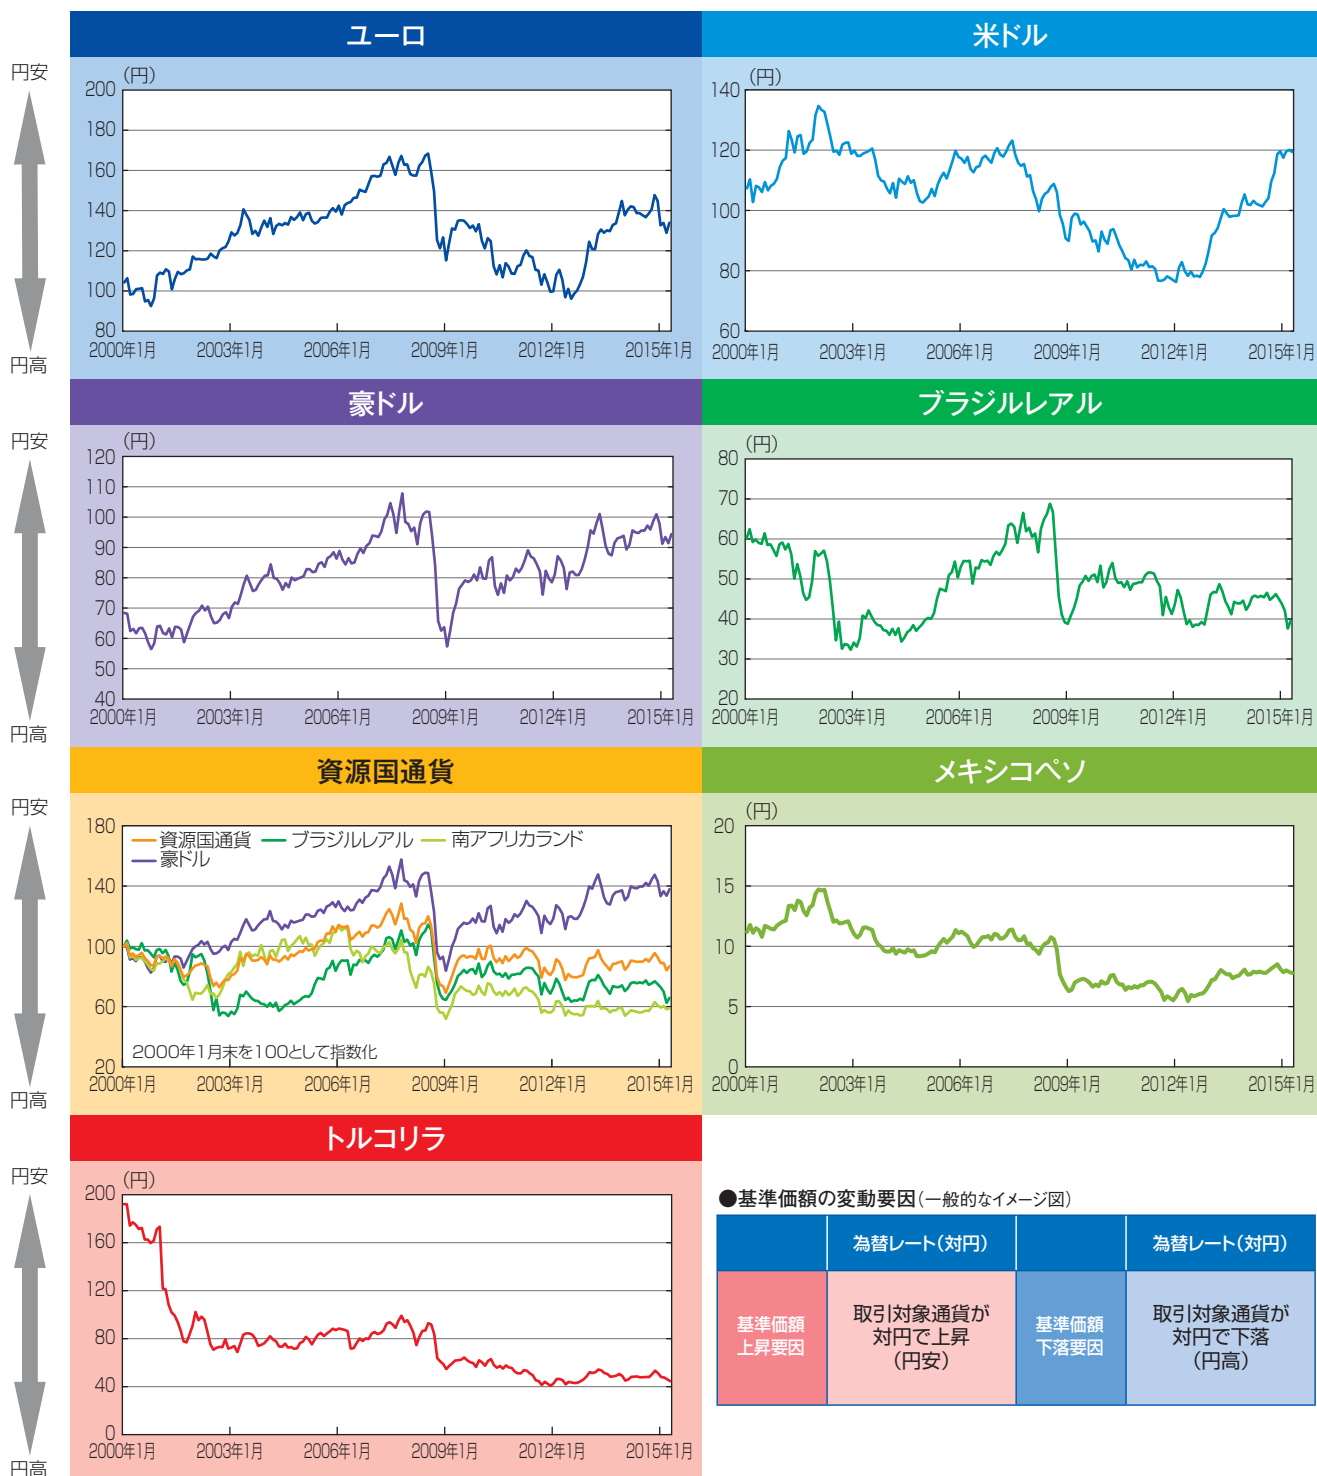 ユーロ
円安
(円)
200
180
160
140
120
100
80
2000年1月 2003年1月 2006年1月 2009年1月 2012年1月 2015年1月
円高
米ドル
(円)
140
120
100
80
60
2000年1月 2003年1月 2006年1月 2009年1月 2012年1月 2015年1月
豪ドル
円安
(円)
120
110
100
90
80
70
60
50
40
2000年1月 2003年1月 2006年1月 2009年1月 2012年1月 2015年1月
円高
ブラジルレアル
(円)
80
70
60
50
40
30
20
2000年1月 2003年1月 2006年1月 2009年1月 2012年1月 2015年1月
資源国通貨
円安
180
140
100
60
20
資源国通貨 ブラジルレアル 南アフリカランド
豪ドル
2000年1月末を100として指数化
2000年1月 2003年1月 2006年1月 2009年1月 2012年1月 2015年1月
円高
メキシコペソ
(円)
20
15
10
5
0
2000年1月 2003年1月 2006年1月 2009年1月 2012年1月 2015年1月
トルコリラ
円安
(円)
200
160
120
80
40
0
2000年1月 2003年1月 2006年1月 2009年1月 2012年1月 2015年1月
円高
●基準価額の変動要因(一般的なイメージ図)
為替レート(対円) 為替レート(対円)
基準価額
上昇要因
取引対象通貨が
対円で上昇
(円安)
基準価額
下落要因
取引対象通貨が
対円で下落
(円高)